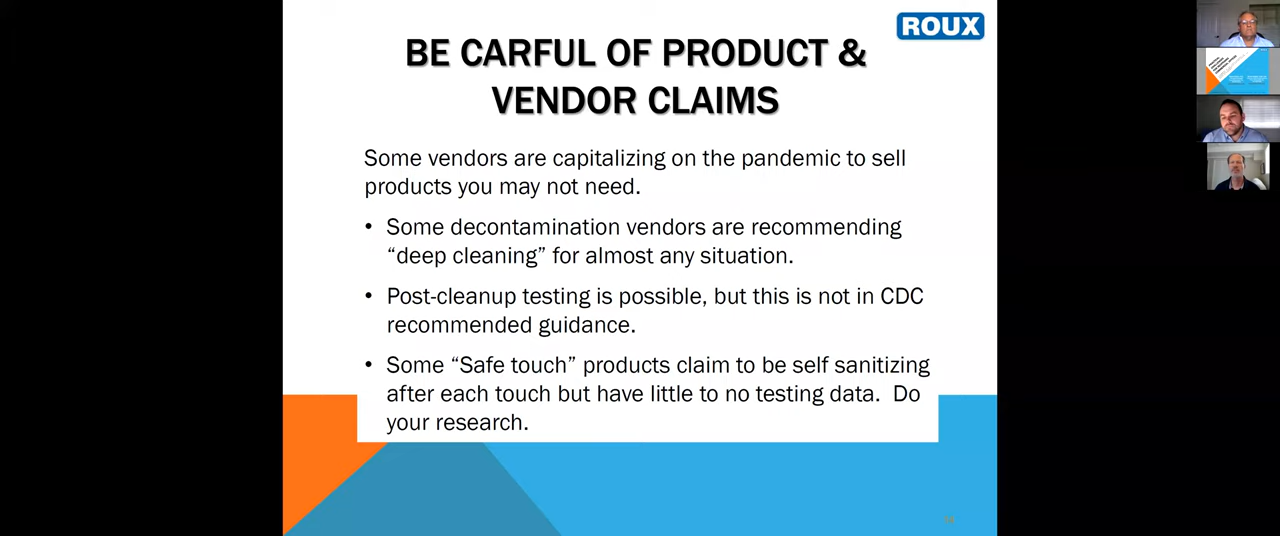 ROUX
BE CARFUL OF PRODUCT &
VENDOR CLAIMS
Some vendors are capitalizing on the pandemic to sell
products you may not need.
• Some decontamination vendors are recommending
“deep cleaning” for almost any situation.
• Post-cleanup testing is possible, but this is not in CDC
recommended guidance.
• Some “Safe touch” products claim to be self sanitizing
after each touch but have little to no testing data.  Do
your research.